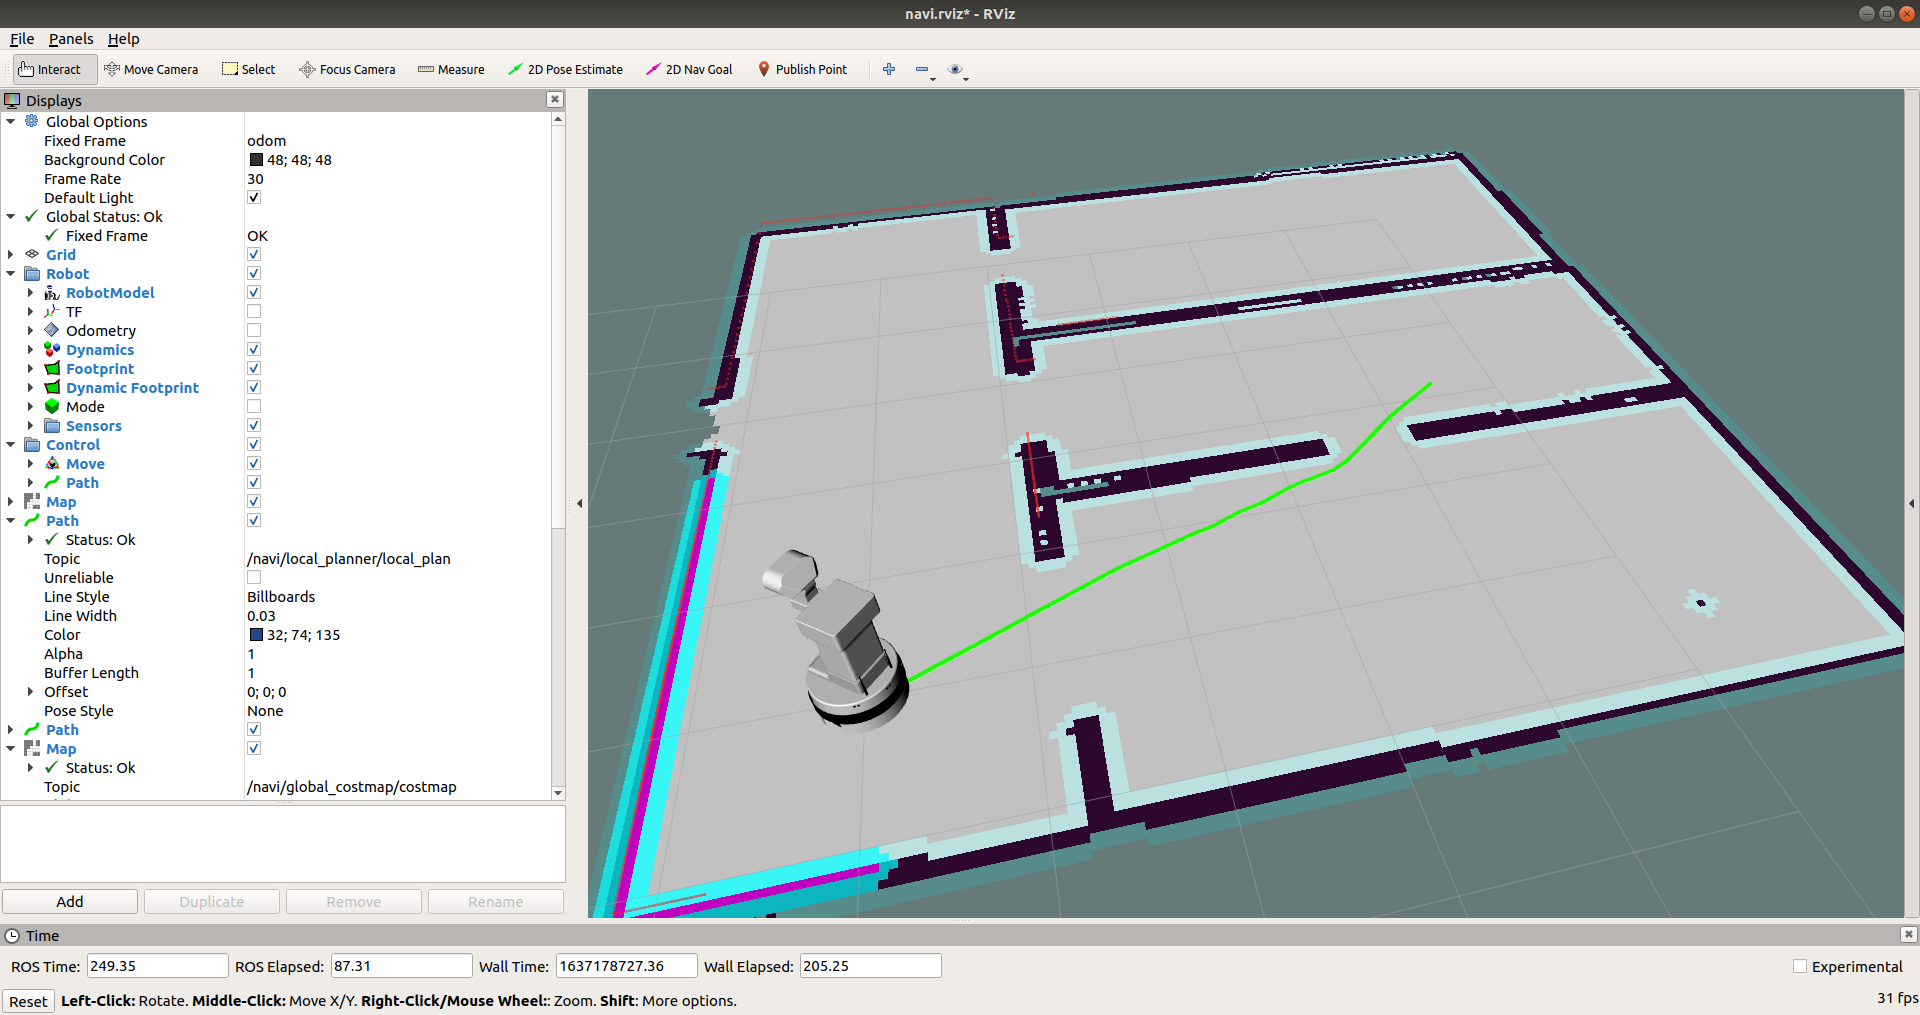 navi.rviz* - RViz
File Panels Help
Interact Move Camera Select Focus Camera Measure 2D Pose Estimate 2D Nav Goal Publish Point
Displays
Global Options
Fixed Frame odom
Background Color 48; 48; 48
Frame Rate 30
Default Light
Global Status: Ok
Fixed Frame OK
Grid
Robot
RobotModel
TF
Odometry
Dynamics
Footprint
Dynamic Footprint
Mode
Sensors
Control
Move
Path
Map
Path
Status: Ok
Topic /navi/local_planner/local_plan
Unreliable
Line Style Billboards
Line Width 0.03
Color 32; 74; 135
Alpha 1
Buffer Length 1
Offset 0; 0; 0
Pose Style None
Path
Map
Status: Ok
Topic /navi/global_costmap/costmap
Add Duplicate Remove Rename
Time
ROS Time: 249.35 ROS Elapsed: 87.31 Wall Time: 1637178727.36 Wall Elapsed: 205.25 Experimental
Reset Left-Click: Rotate. Middle-Click: Move X/Y. Right-Click/Mouse Wheel:: Zoom. Shift: More options. 31 fps